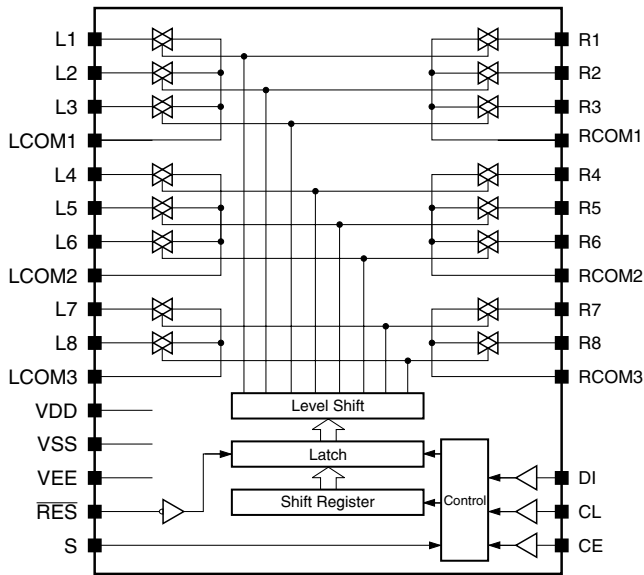 L1
L2
L3
LCOM1
L4
L5
L6
LCOM2
L7
L8
LCOM3
VDD
VSS
VEE
RES
S
R1
R2
R3
RCOM1
R4
R5
R6
RCOM2
R7
R8
RCOM3
DI
CL
CE
Level Shift
Latch
Shift Register
Control